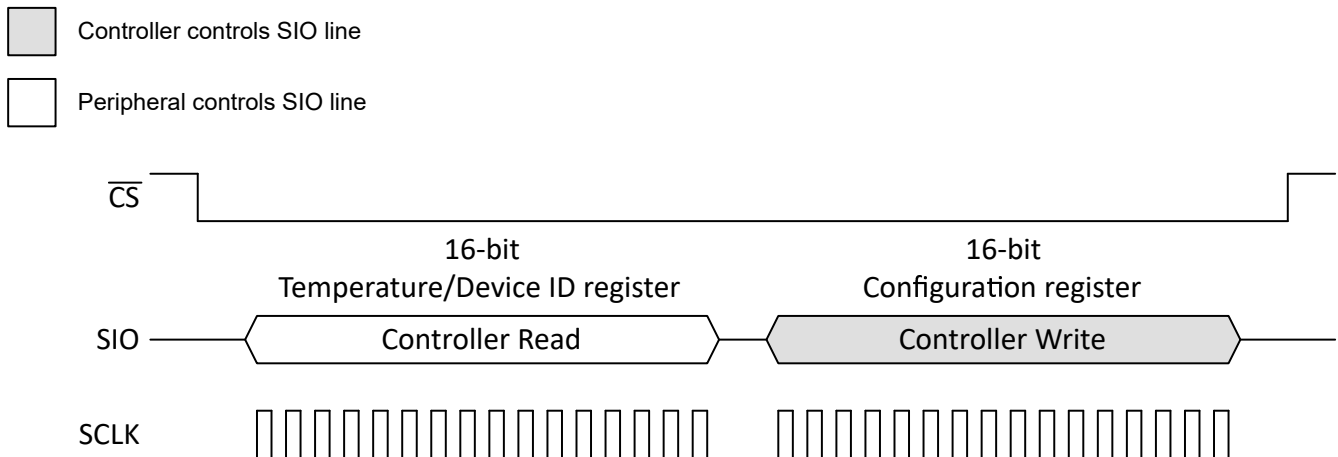 Controller controls SIO line
Peripheral controls SIO line
CS
16-bit
Temperature/Device ID register
16-bit
Configuration register
SIO
Controller Read
Controller Write
SCLK